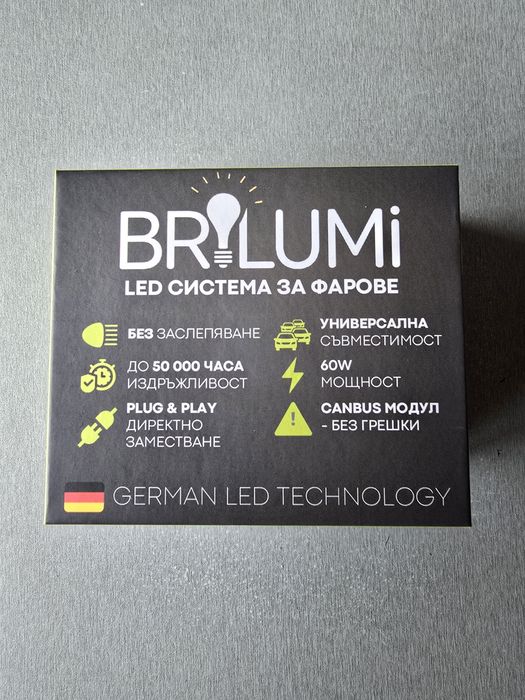 BRILUMi
LED СИСТЕМА ЗА ФАРОВЕ
БЕЗ ЗАСЛЕПЯВАНЕ
УНИВЕРСАЛНА
СЪВМЕСТИМОСТ
ДО 50 000 ЧАСА
ИЗДРЪЖЛИВОСТ
60W
МОЩНОСТ
PLUG & PLAY
ДИРЕКТНО
ЗАМЕСТВАНЕ
CANBUS МОДУЛ
- БЕЗ ГРЕШКИ
GERMAN LED TECHNOLOGY